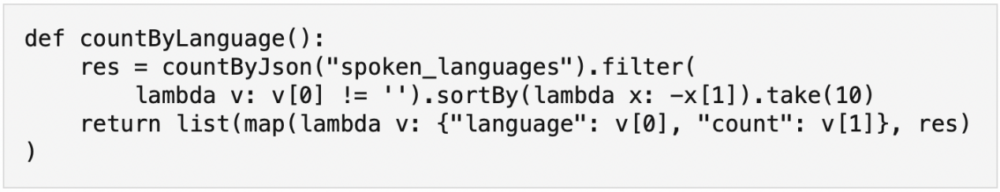 def countByLanguage():
    res = countByJson("spoken_languages").filter(
        lambda v: v[0] != '').sortBy(lambda x: -x[1]).take(10)
    return list(map(lambda v: {"language": v[0], "count": v[1]}, res)
)